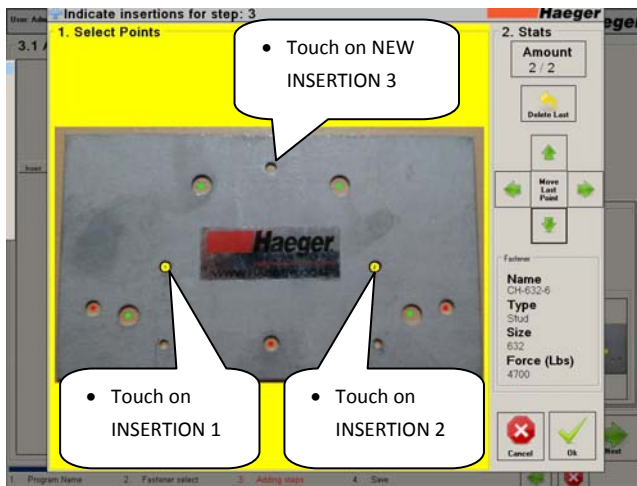 Indicate insertions for step: 3
Haeger
User: Adm
3.1 A
1. Select Points
2. Stats
Amount
2 / 2
Delete Last
Move
Last
Point
• Touch on NEW
INSERTION 3
Insert
Haeger
Fastener
Name
CH-632-6
Type
Stud
Size
632
Force (Lbs)
4700
• Touch on
INSERTION 1
• Touch on
INSERTION 2
Cancel
Ok
Next
1. Program Name 2. Fastener select 3. Adding steps 4. Save